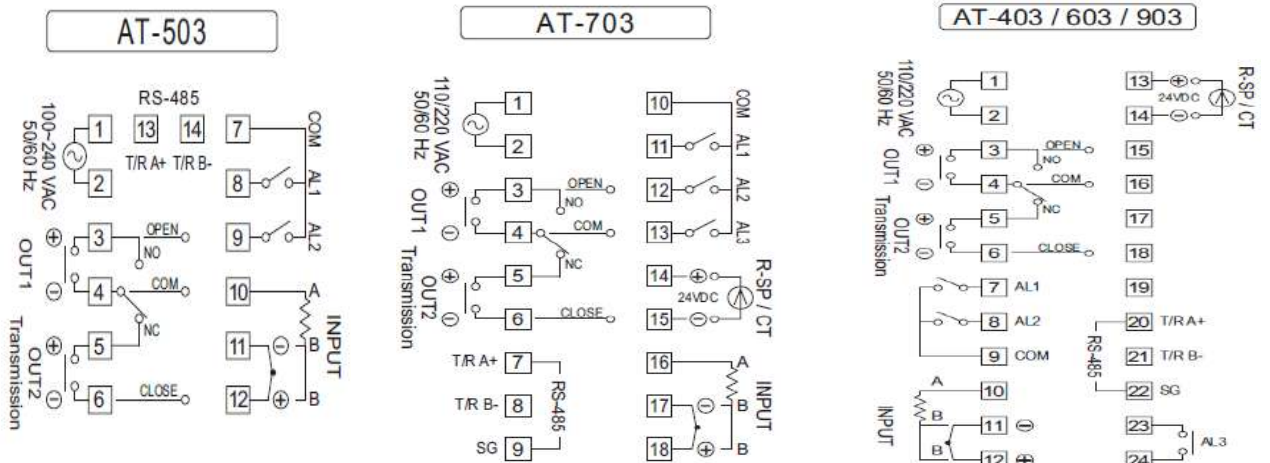 AT-503
RS-485
100~240 VAC
50/60 Hz
1
13
14
7
COM
T/R A+
T/R B-
2
8
AL1
OUT1
3
OPEN
NO
9
AL2
4
COM
10
A
NC
INPUT
Transmission
OUT2
5
11
B
6
CLOSE
12
B
AT-703
110/220 VAC
50/60 Hz
1
10
COM
2
11
AL1
OUT1
3
OPEN
NO
12
AL2
4
COM
13
AL3
NC
Transmission
OUT2
5
14
24VDC
R-SP / CT
6
CLOSE
15
T/R A+
7
16
A
RS-485
INPUT
T/R B-
8
17
B
SG
9
18
B
AT-403 / 603 / 903
110/220 VAC
50/60 Hz
1
13
24VDC
R-SP / CT
2
14
OUT1
3
OPEN
NO
15
4
COM
16
NC
Transmission
OUT2
5
17
6
CLOSE
18
7
AL1
19
8
AL2
20
T/R A+
RS-485
9
COM
21
T/R B-
A
10
22
SG
INPUT
B
11
23
AL3
B
12
24